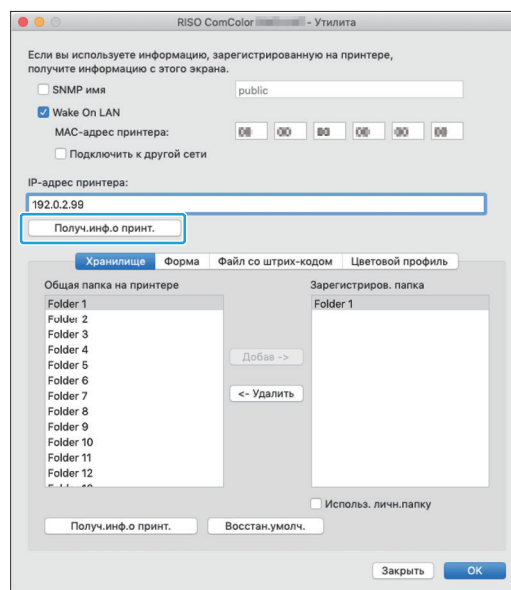 RISO ComColor - Утилита
Если вы используете информацию, зарегистрированную на принтере,
получите информацию с этого экрана.
SNMP имя
public
Wake On LAN
MAC-адрес принтера:
Подключить к другой сети
IP-адрес принтера:
192.0.2.99
Получ.инф.о принт.
Хранилище Форма Файл со штрих-кодом Цветовой профиль
Общая папка на принтере Зарегистриров. папка
Folder 1 Folder 1
Folder 2
Folder 3
Folder 4
Добав ->
Folder 5
Folder 6
Folder 7 <- Удалить
Folder 8
Folder 9
Folder 10
Folder 11
Folder 12
Использ. личн.папку
Получ.инф.о принт. Восстан.умолч.
Закрыть OK